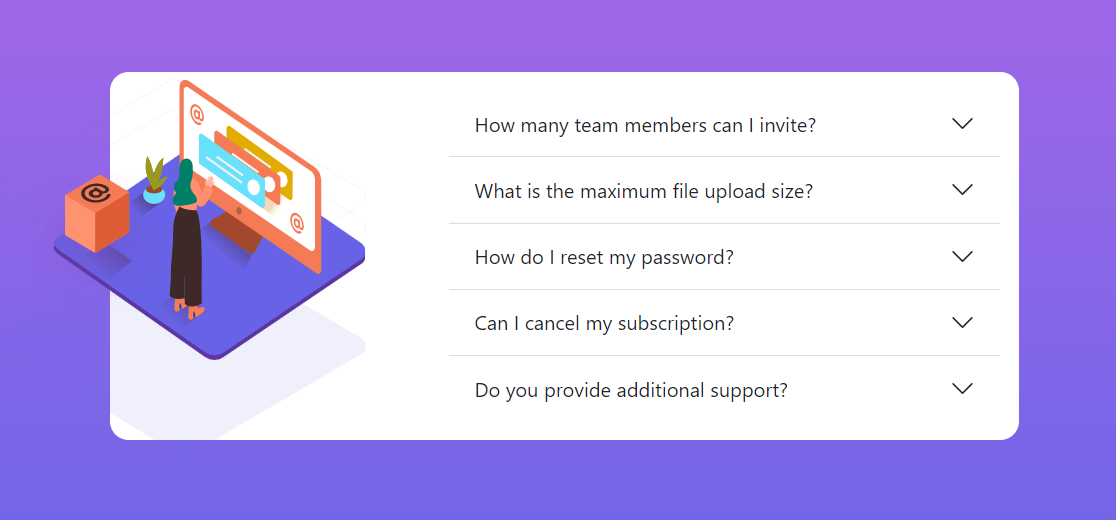 @
@
@
How many team members can I invite?
What is the maximum file upload size?
How do I reset my password?
Can I cancel my subscription?
Do you provide additional support?